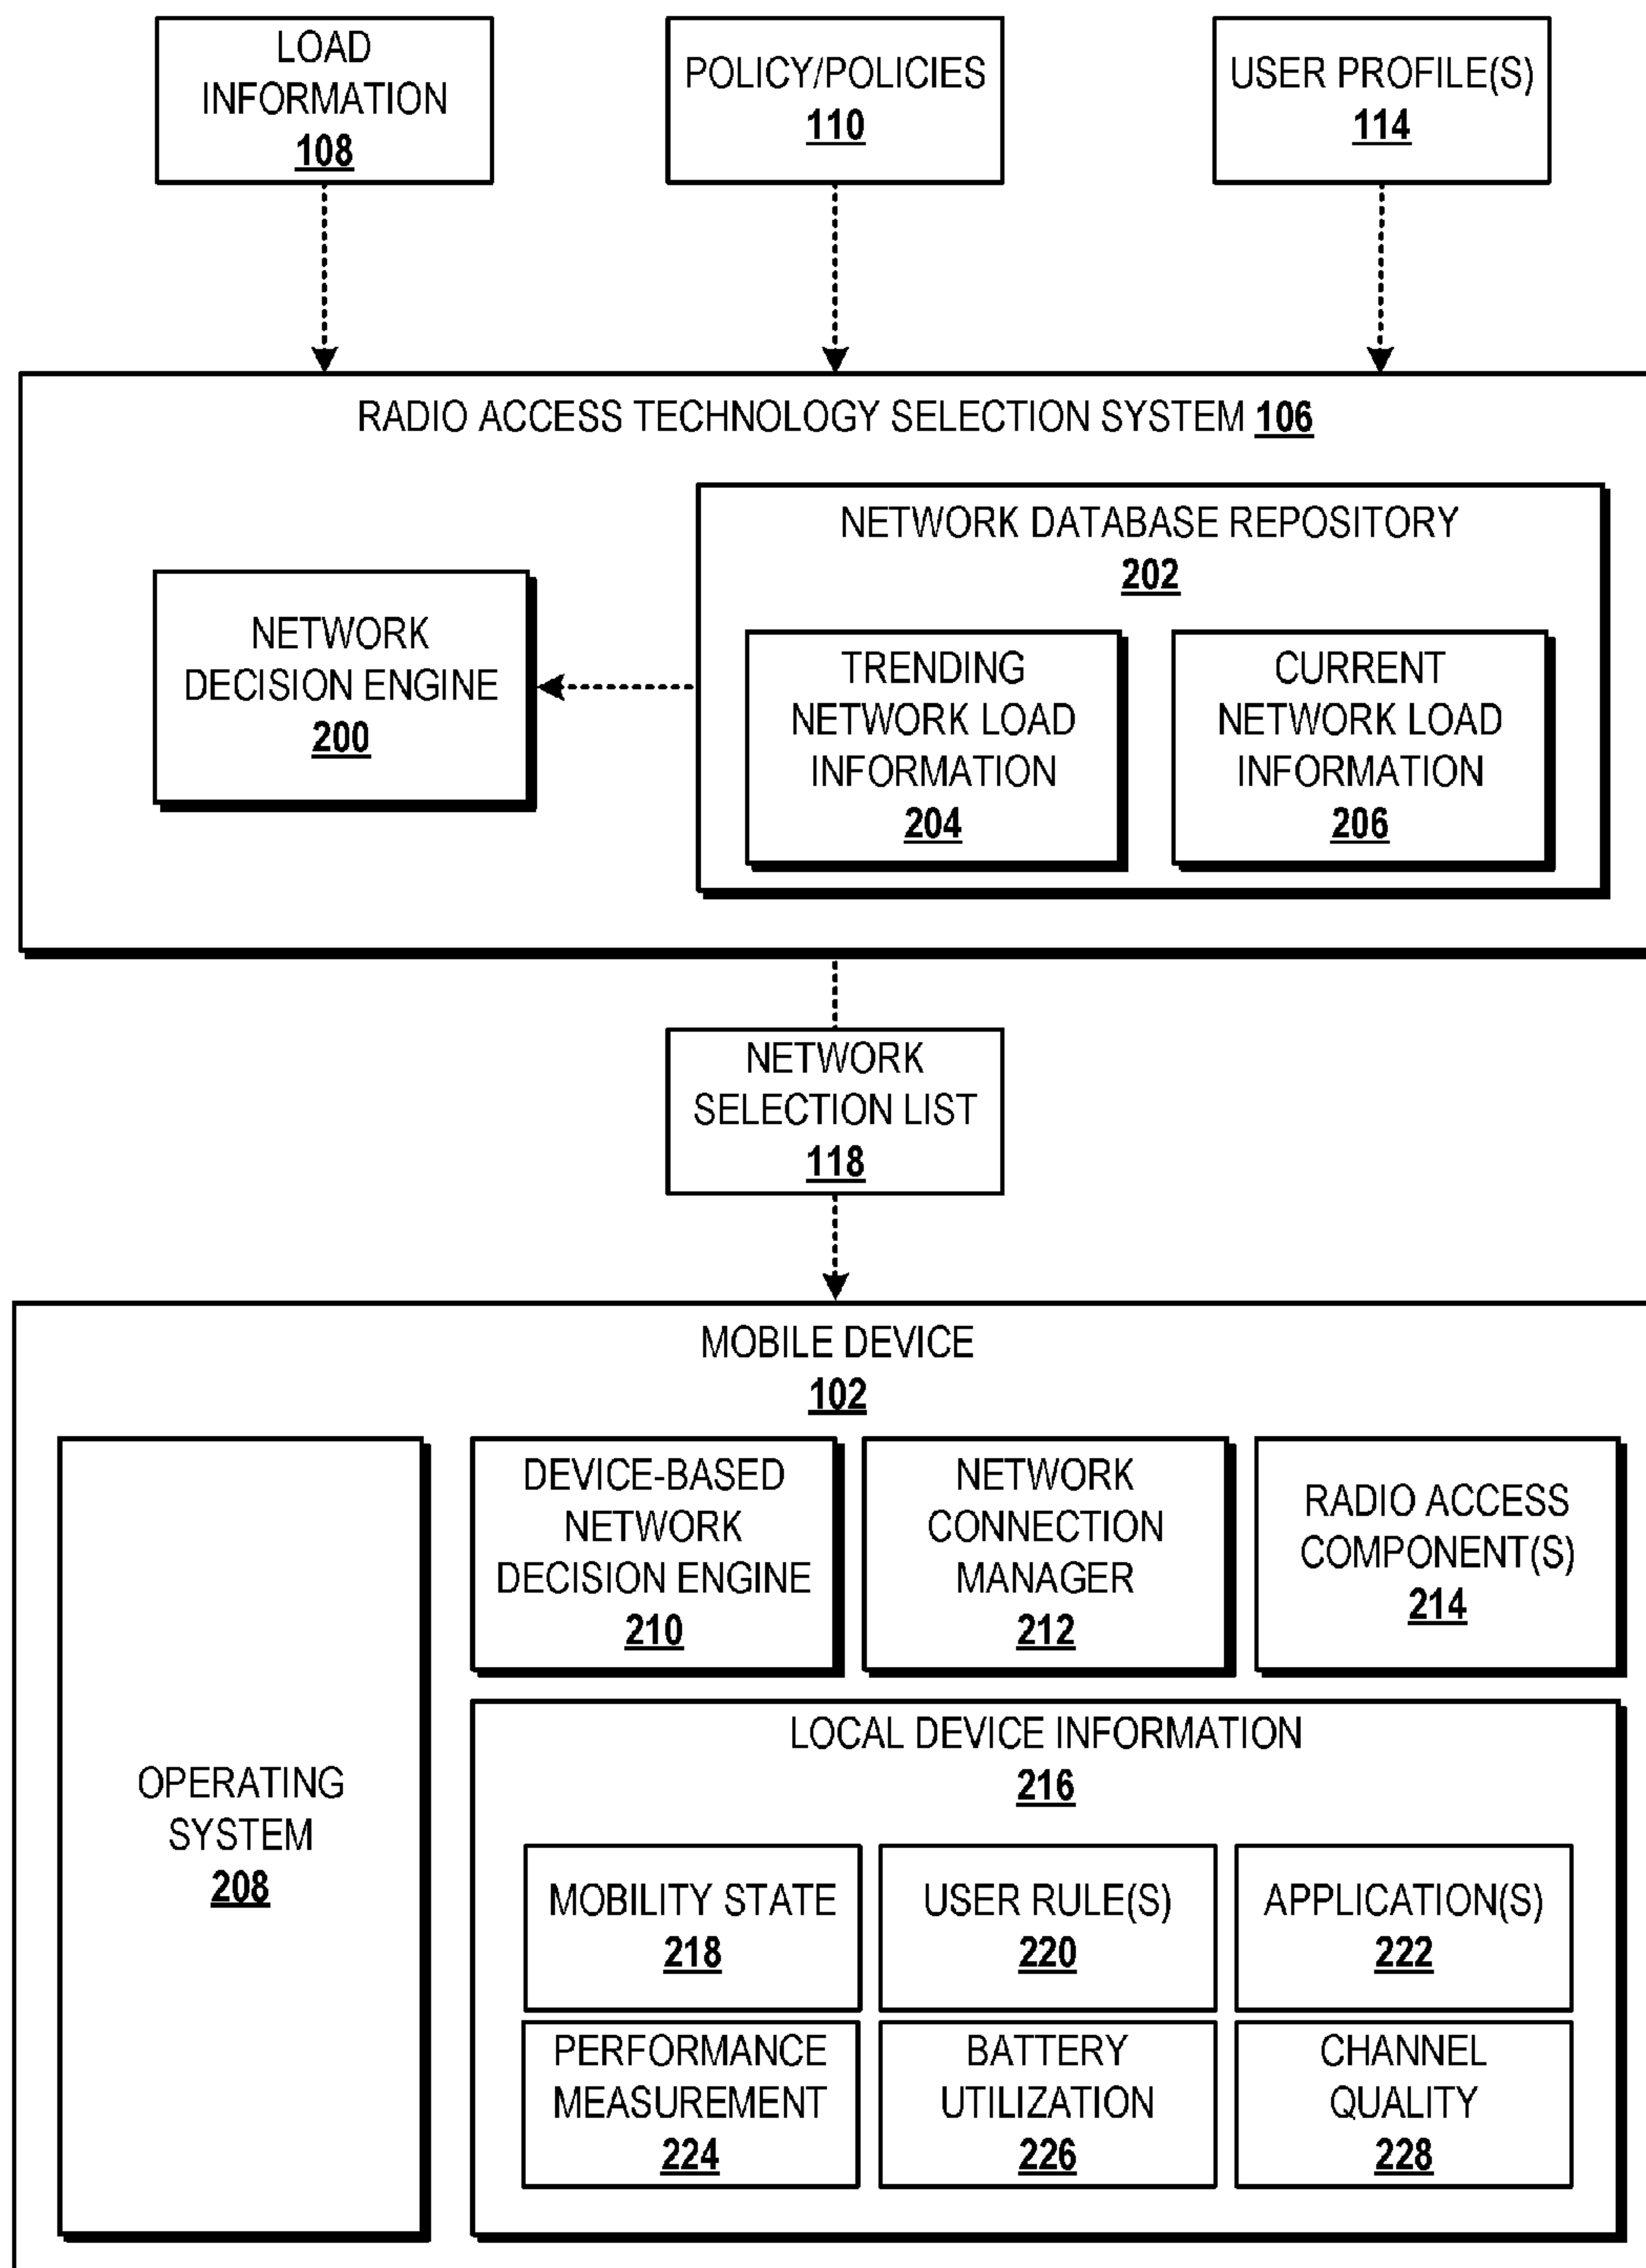 LOAD
INFORMATION
108
POLICY/POLICIES
110
USER PROFILE(S)
114
RADIO ACCESS TECHNOLOGY SELECTION SYSTEM 106
NETWORK DATABASE REPOSITORY
202
NETWORK
DECISION ENGINE
200
TRENDING
NETWORK LOAD
INFORMATION
204
CURRENT
NETWORK LOAD
INFORMATION
206
NETWORK
SELECTION LIST
118
MOBILE DEVICE
102
OPERATING
SYSTEM
208
DEVICE-BASED
NETWORK
DECISION ENGINE
210
NETWORK
CONNECTION
MANAGER
212
RADIO ACCESS
COMPONENT(S)
214
LOCAL DEVICE INFORMATION
216
MOBILITY STATE
218
USER RULE(S)
220
APPLICATION(S)
222
PERFORMANCE
MEASUREMENT
224
BATTERY
UTILIZATION
226
CHANNEL
QUALITY
228